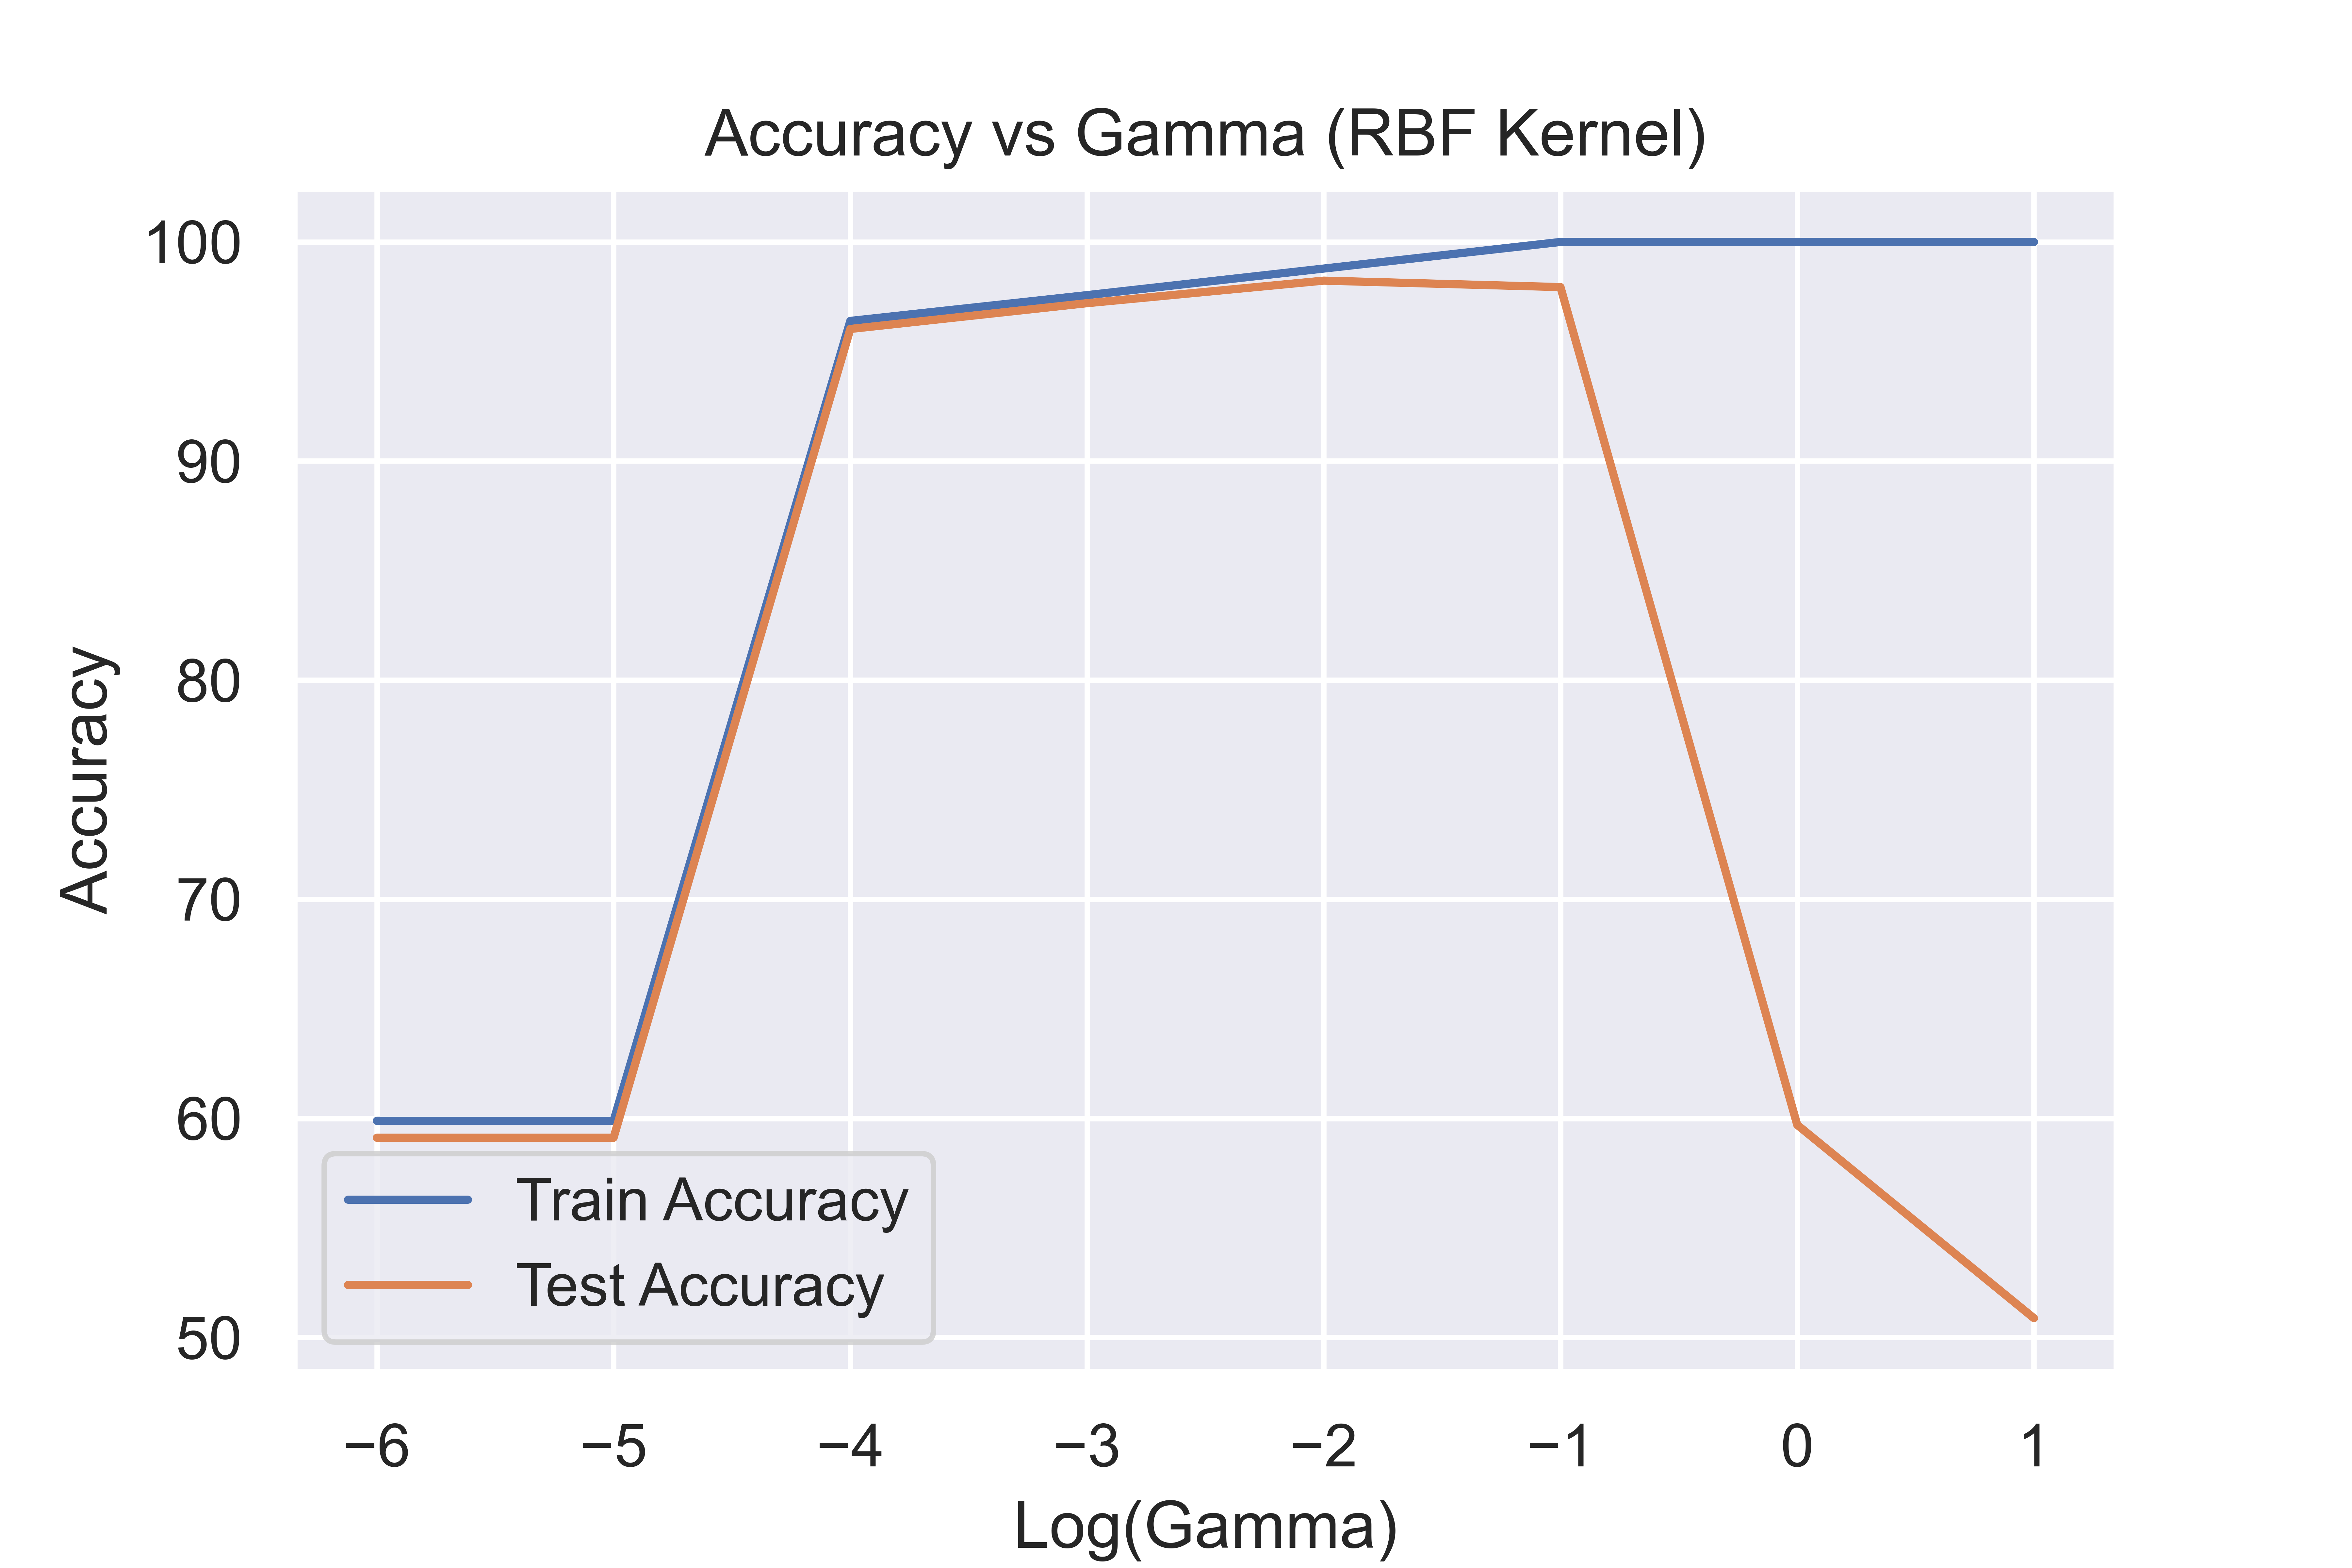 Accuracy vs Gamma (RBF Kernel)
100
90
80
70
60
50
Accuracy
Train Accuracy
Test Accuracy
−6 −5 −4 −3 −2 −1 0 1
Log(Gamma)